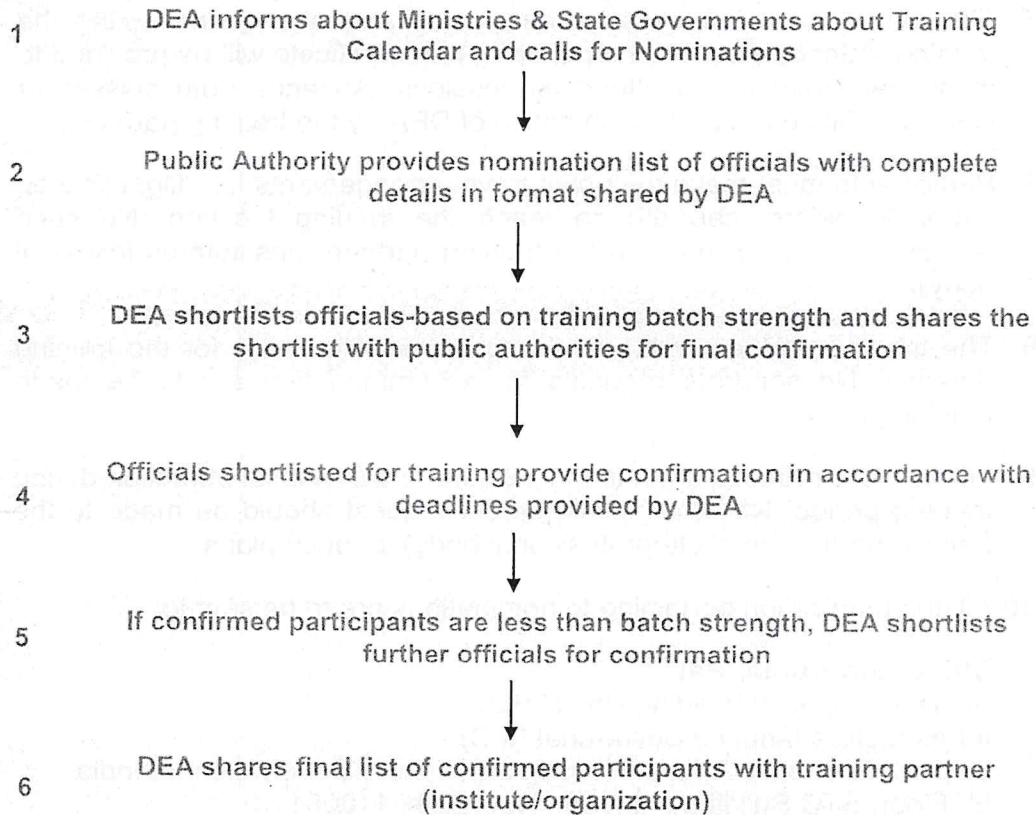 1
DEA informs about Ministries & State Governments about Training
Calendar and calls for Nominations
2
Public Authority provides nomination list of officials with complete
details in format shared by DEA
3
DEA shortlists officials-based on training batch strength and shares the
shortlist with public authorities for final confirmation
4
Officials shortlisted for training provide confirmation in accordance with
deadlines provided by DEA
5
If confirmed participants are less than batch strength, DEA shortlists
further officials for confirmation
6
DEA shares final list of confirmed participants with training partner
(institute/organization)